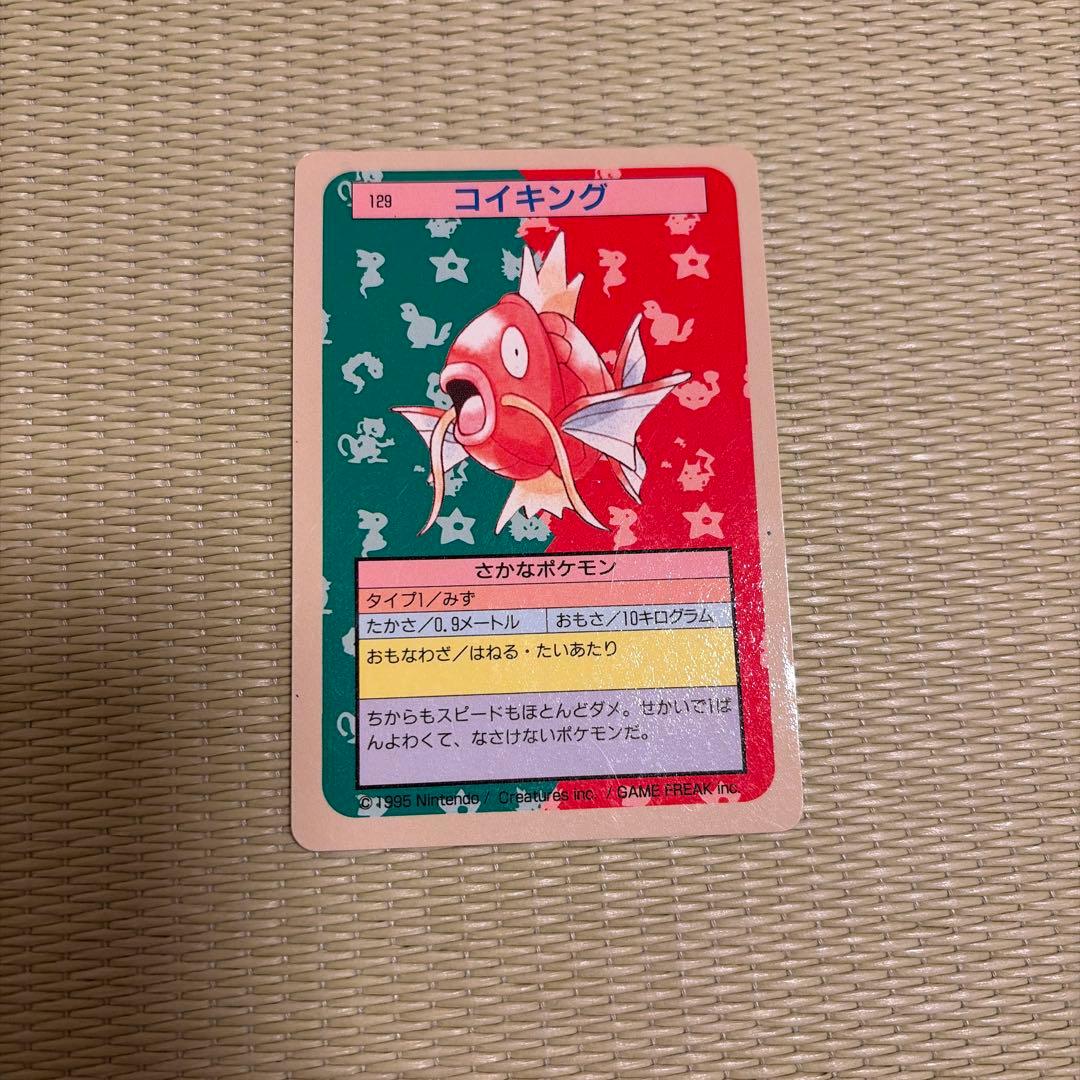 129 コイキング
さかなポケモン
タイプ1/みず
たかさ/0.9メートル おもさ/10キログラム
おもなわざ/はねる・たいあたり
ちからもスピードもほとんどダメ。せかいで1ば
んよわくて、なさけないポケモンだ。
©1995 Nintendo / Creatures inc. / GAME FREAK inc.